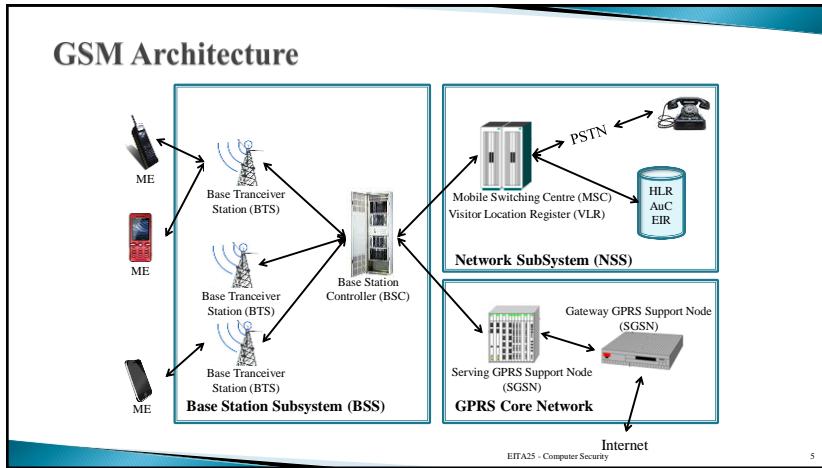 GSM Architecture
ME
ME
ME
Base Tranceiver
Station (BTS)
Base Tranceiver
Station (BTS)
Base Tranceiver
Station (BTS)
Base Station
Controller (BSC)
Base Station Subsystem (BSS)
PSTN
Mobile Switching Centre (MSC)
Visitor Location Register (VLR)
HLR
AuC
EIR
Network SubSystem (NSS)
Gateway GPRS Support Node
(SGSN)
Serving GPRS Support Node
(SGSN)
GPRS Core Network
Internet
EITA25 - Computer Security
5